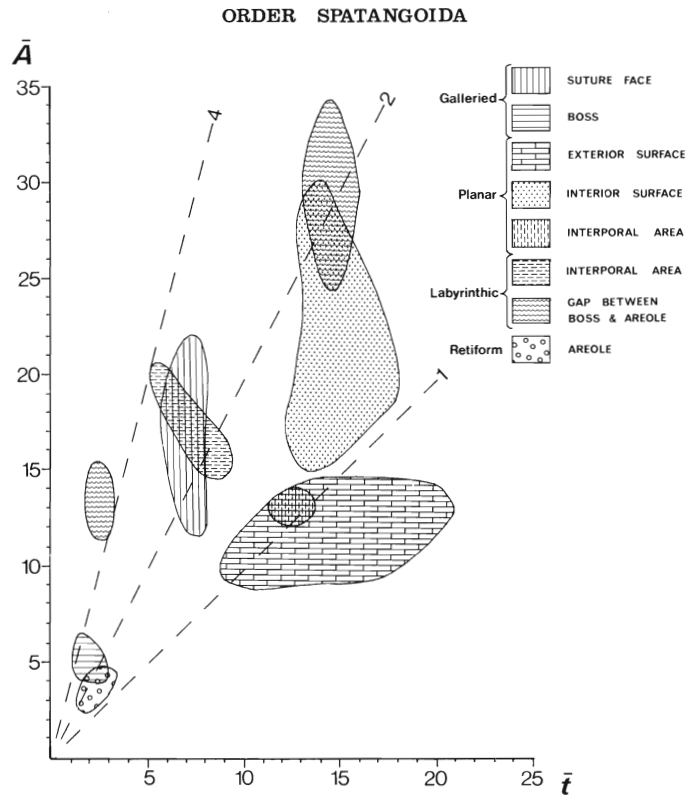 ORDER SPATANGOIDA
Ā
35
30
25
20
15
10
5
4
2
1
5
10
15
20
25
t̄
Galleried
SUTURE FACE
BOSS
Planar
EXTERIOR SURFACE
INTERIOR SURFACE
INTERPORAL AREA
Labyrinthic
INTERPORAL AREA
GAP BETWEEN
BOSS & AREOLE
Retiform
AREOLE